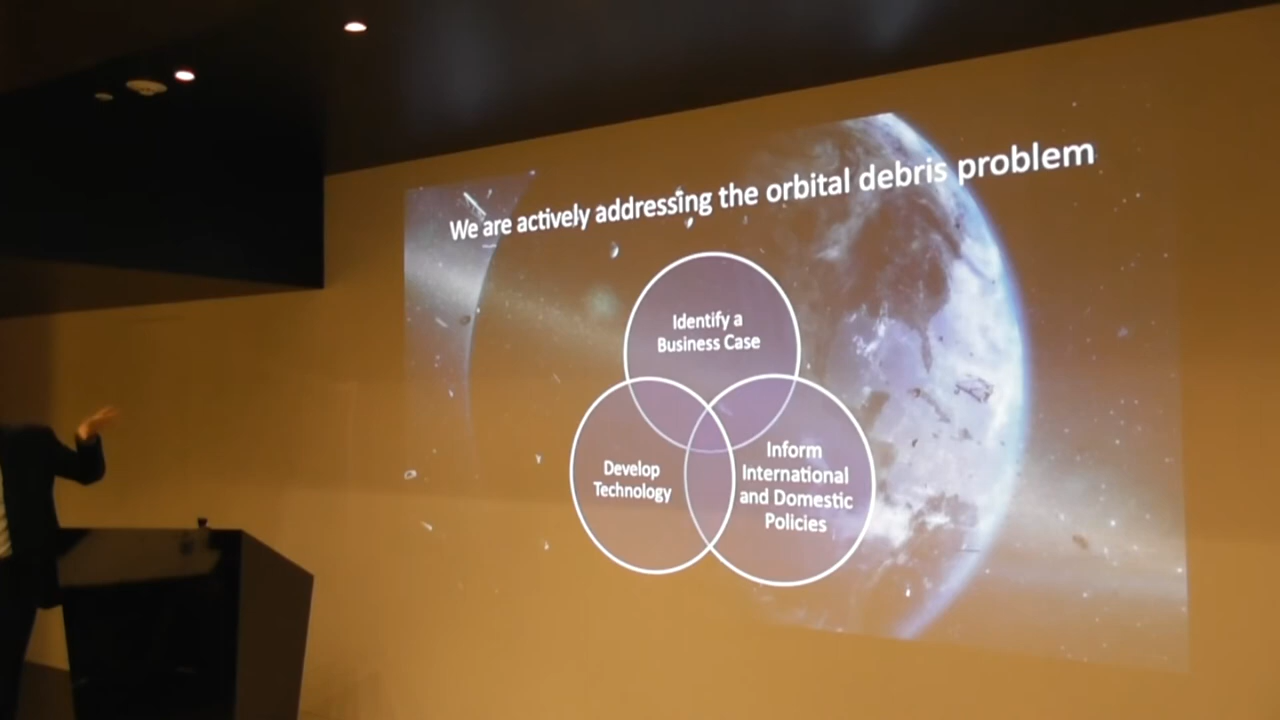 We are actively addressing the orbital debris problem
Identify a
Business Case
Develop
Technology
Inform
International
and Domestic
Policies